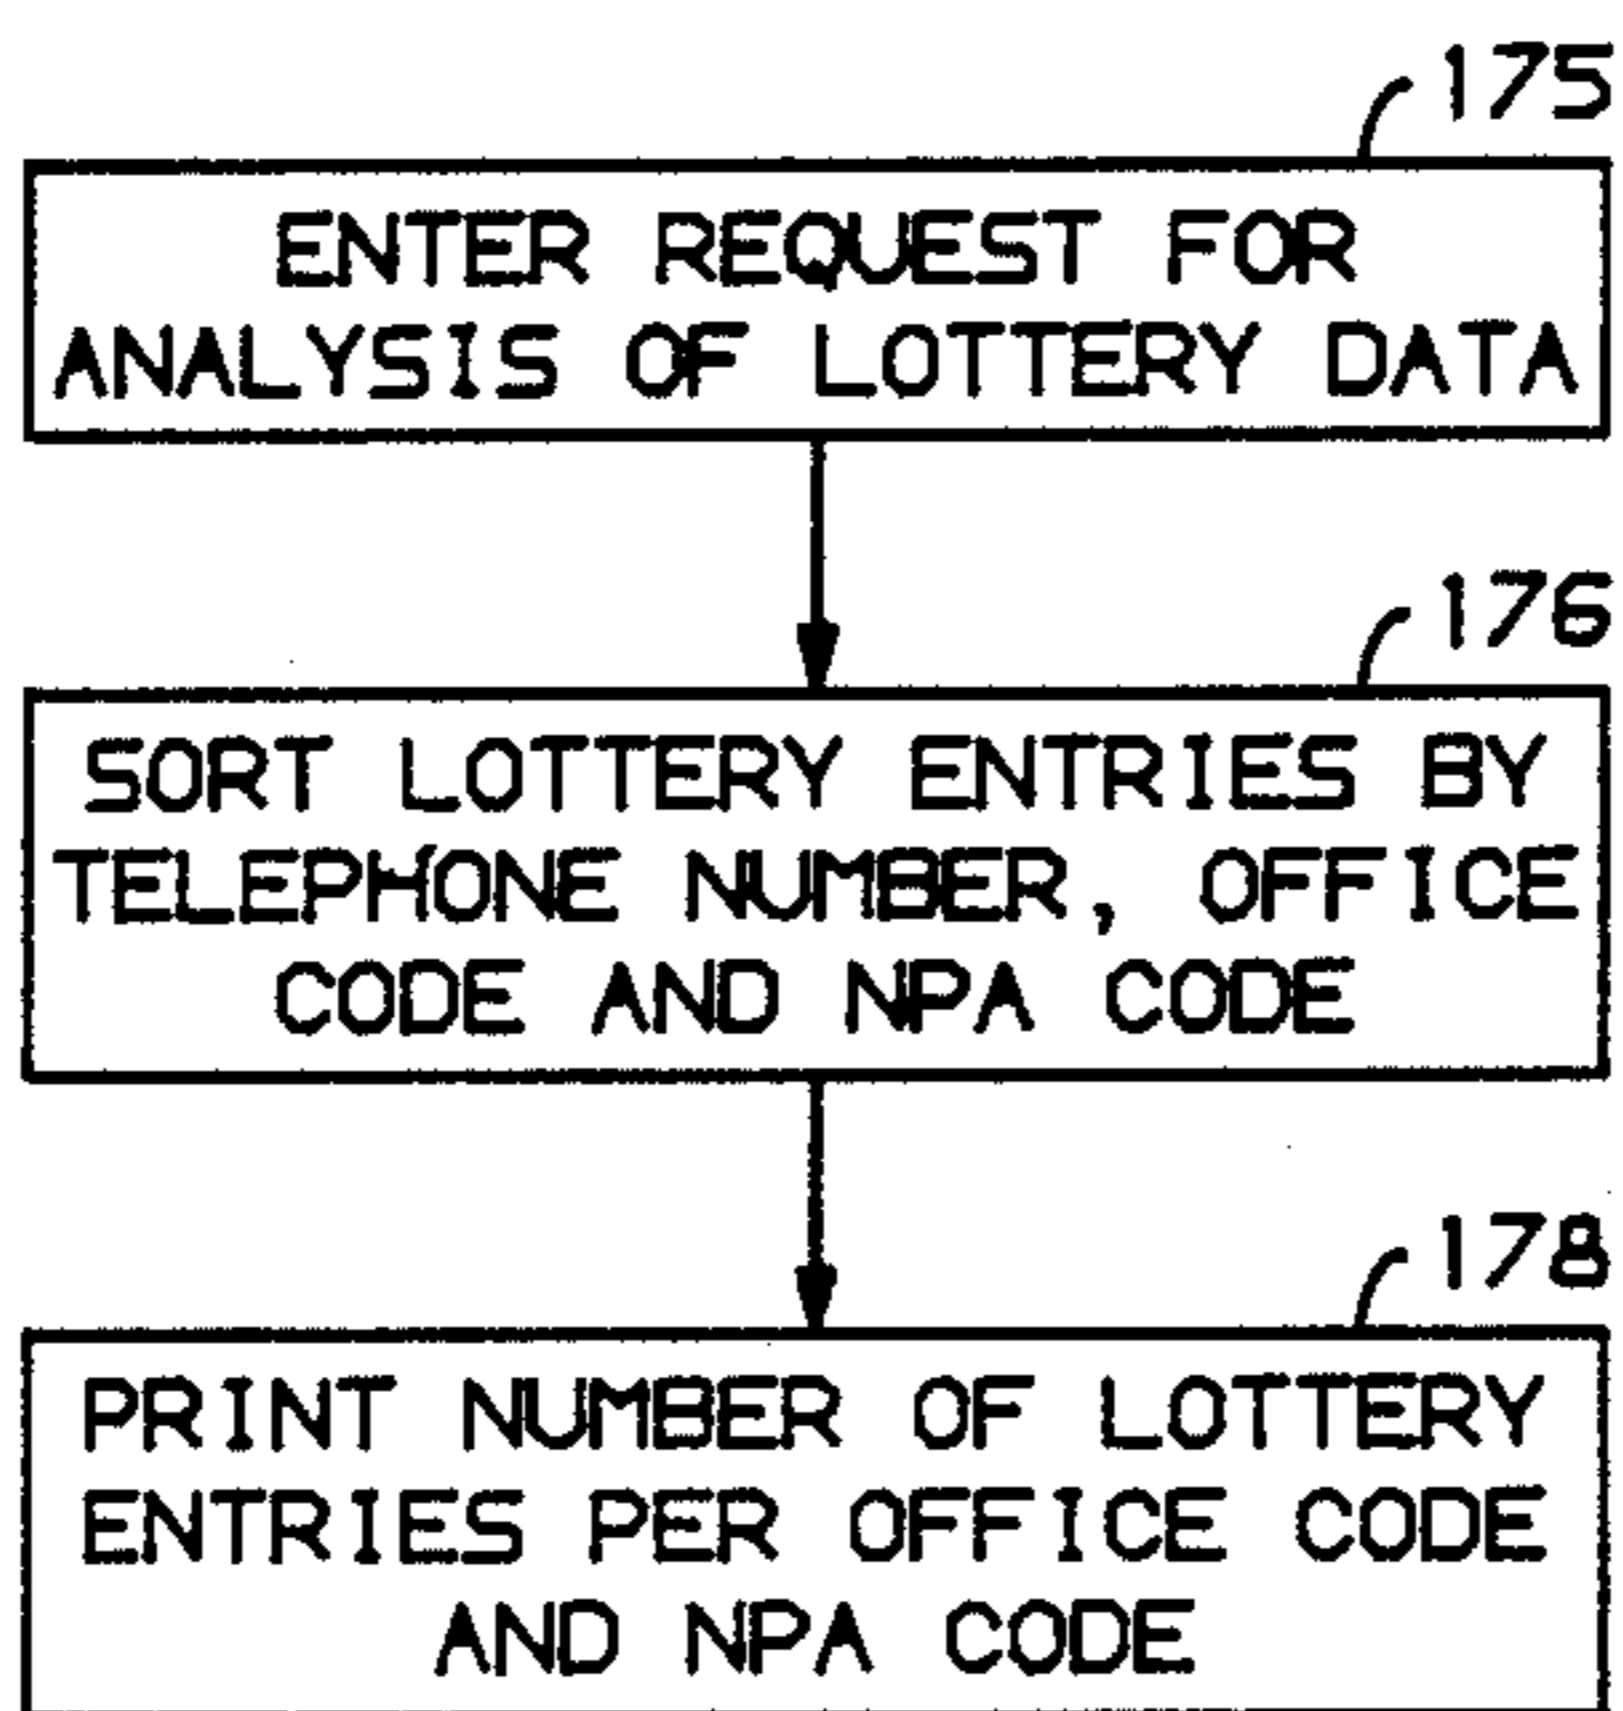 175
ENTER REQUEST FOR
ANALYSIS OF LOTTERY DATA
176
SORT LOTTERY ENTRIES BY
TELEPHONE NUMBER, OFFICE
CODE AND NPA CODE
178
PRINT NUMBER OF LOTTERY
ENTRIES PER OFFICE CODE
AND NPA CODE